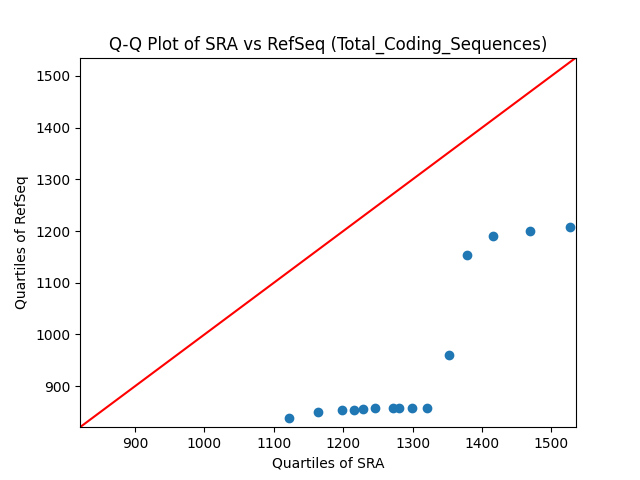 Q-Q Plot of SRA vs RefSeq (Total_Coding_Sequences)
1500
1400
1300
1200
1100
1000
900
Quartiles of RefSeq
900 1000 1100 1200 1300 1400 1500
Quartiles of SRA